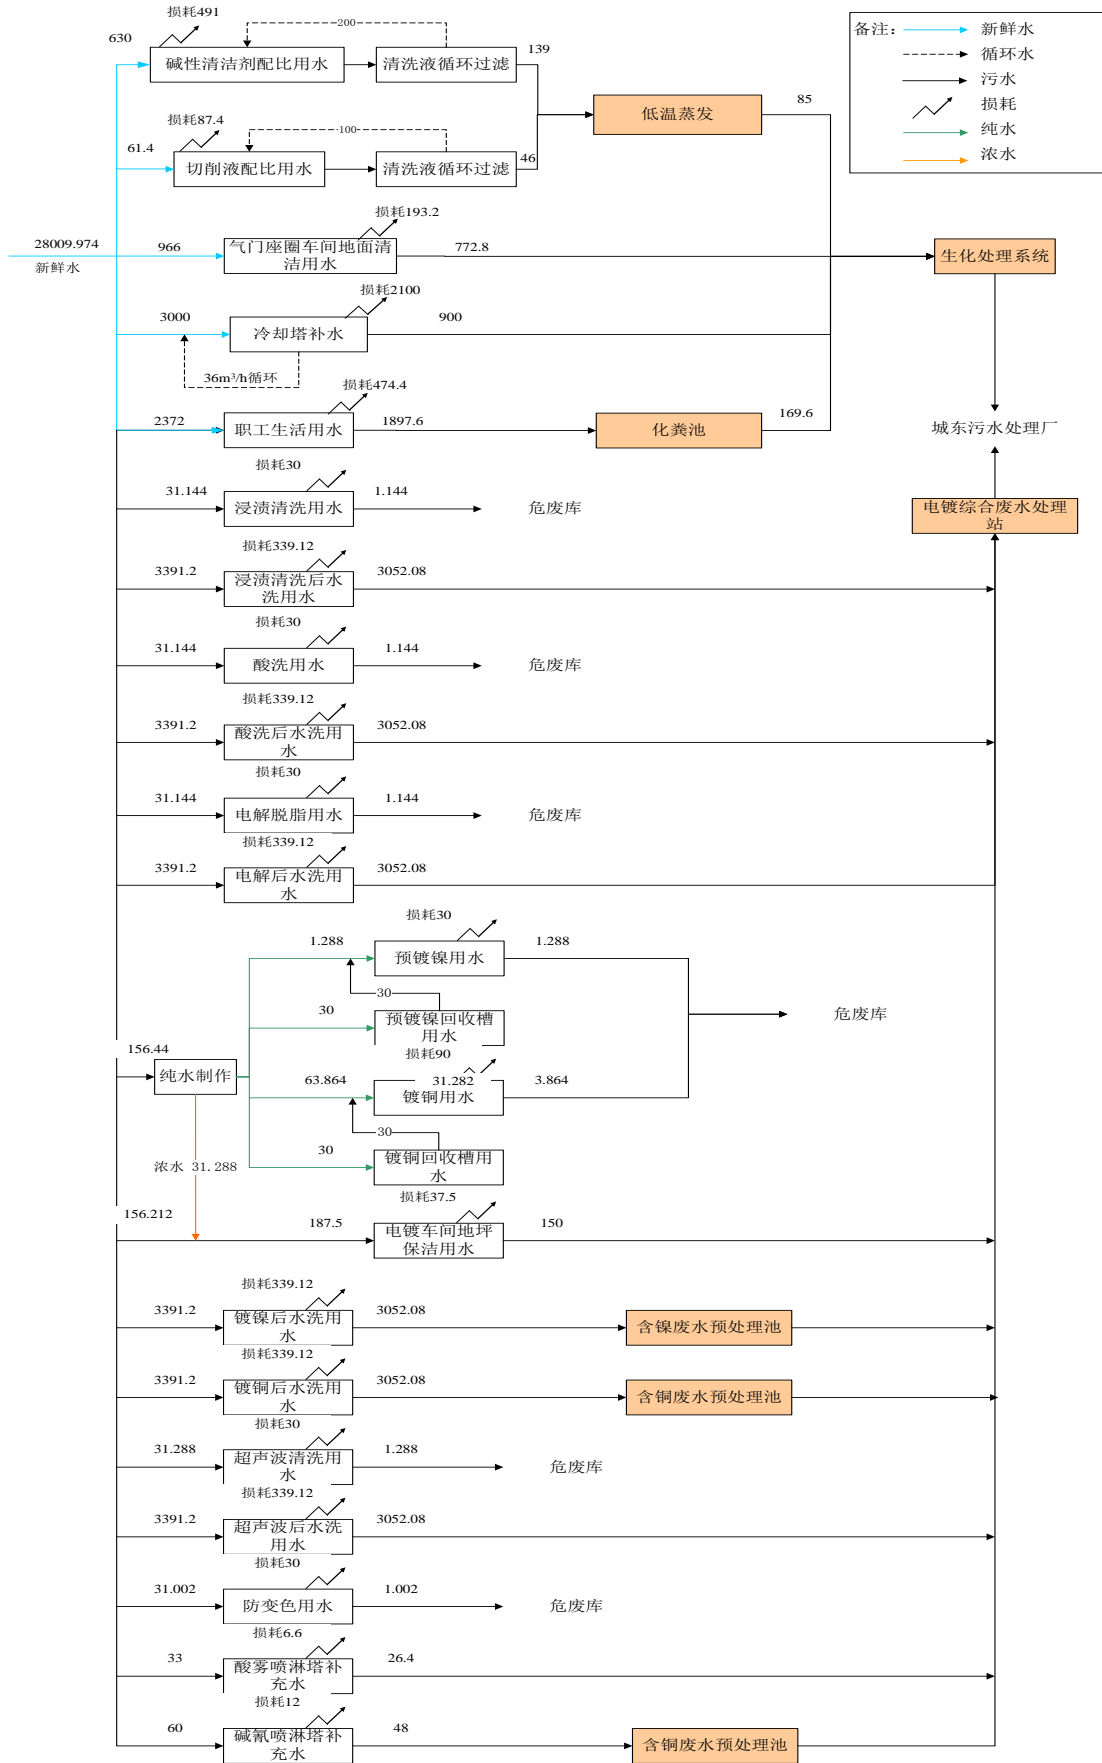 损耗491
630
200
碱性清洁剂配比用水
清洗液循环过滤
139
损耗87.4
100
61.4
切削液配比用水
清洗液循环过滤
46
低温蒸发
85
备注:
新鲜水
循环水
污水
损耗
纯水
浓水
28009.974
新鲜水
损耗193.2
966
气门座圈车间地面清
洁用水
772.8
生化处理系统
损耗2100
3000
冷却塔补水
900
36m³/h循环
损耗474.4
2372
职工生活用水
1897.6
化粪池
169.6
城东污水处理厂
损耗30
31.144
浸渍清洗用水
1.144
危废库
电镀综合废水处理
站
损耗339.12
3391.2
浸渍清洗后水
洗用水
3052.08
损耗30
31.144
酸洗用水
1.144
危废库
损耗339.12
3391.2
酸洗后水洗用
水
3052.08
损耗30
31.144
电解脱脂用水
1.144
危废库
损耗339.12
3391.2
电解后水洗用
水
3052.08
损耗30
1.288
预镀镍用水
1.288
30
30
预镀镍回收槽
用水
危废库
156.44
纯水制作
损耗90
63.864
31.282
镀铜用水
3.864
30
30
镀铜回收槽用
水
浓水 31.288
损耗37.5
156.212
187.5
电镀车间地坪
保洁用水
150
损耗339.12
3391.2
镀镍后水洗用
水
3052.08
含镍废水预处理池
损耗339.12
3391.2
镀铜后水洗用
水
3052.08
含铜废水预处理池
损耗30
31.288
超声波清洗用
水
1.288
危废库
损耗339.12
3391.2
超声波后水洗
用水
3052.08
损耗30
31.002
防变色用水
1.002
危废库
损耗6.6
33
酸雾喷淋塔补
充水
26.4
损耗12
60
碱氰喷淋塔补
充水
48
含铜废水预处理池